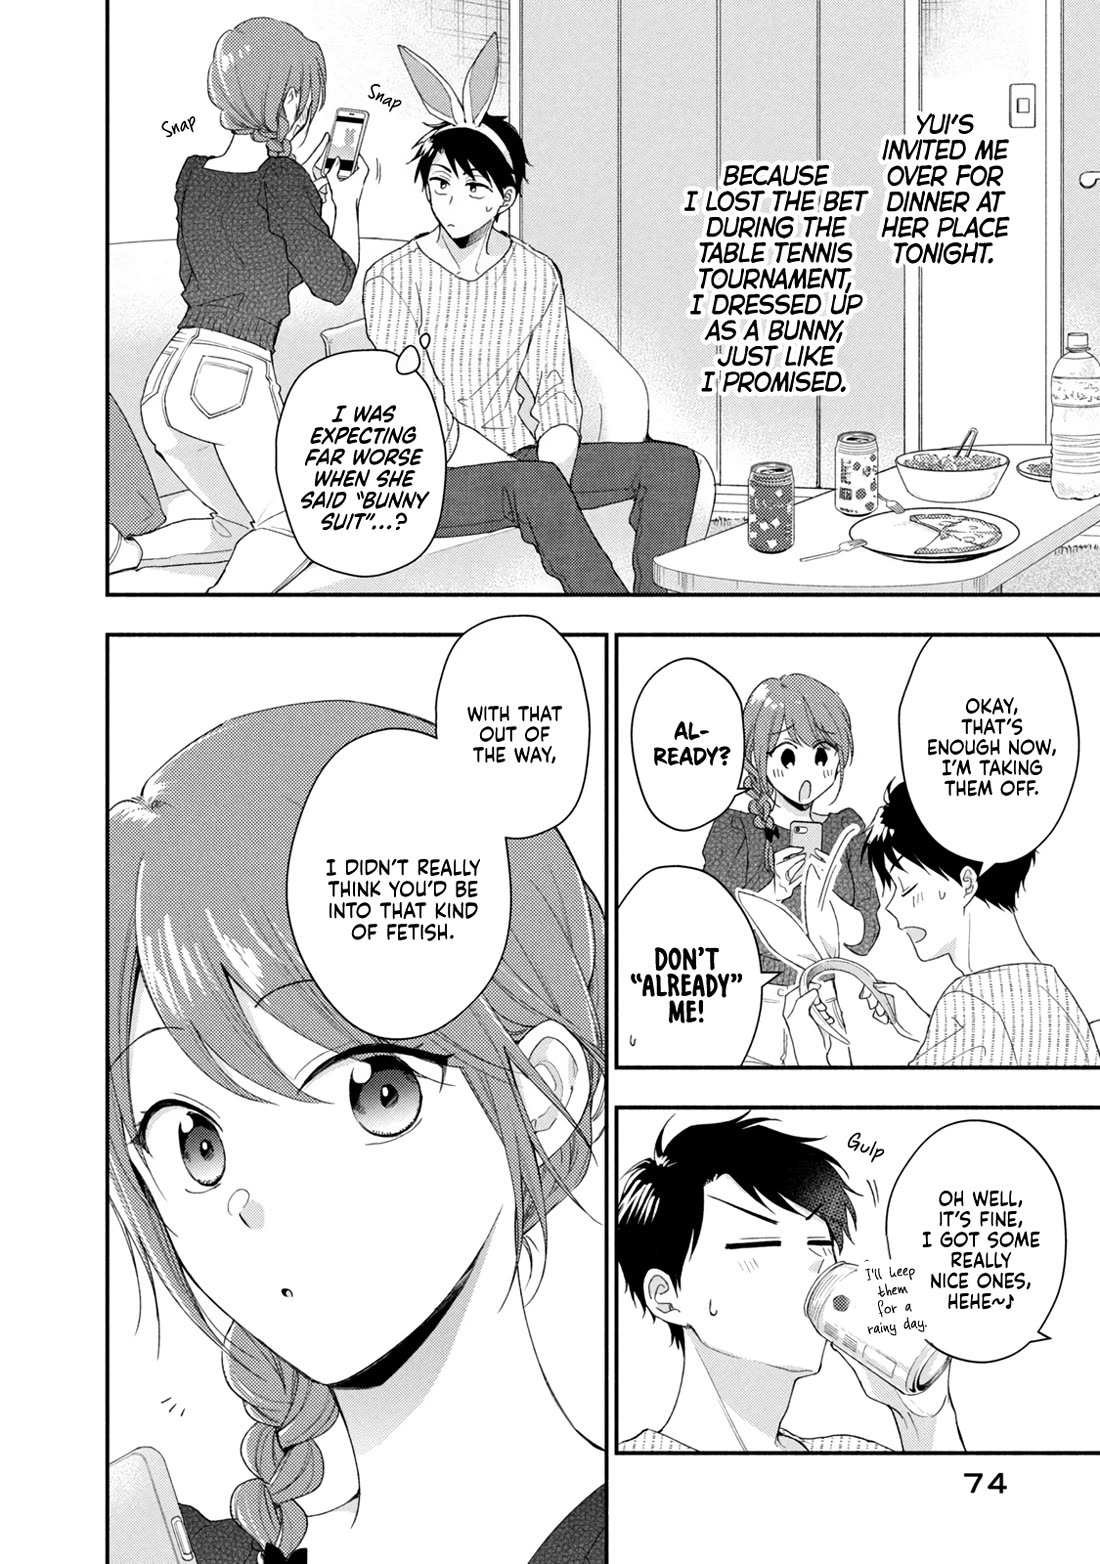 YUI'S
INVITED ME
OVER FOR
DINNER AT
HER PLACE
TONIGHT.
BECAUSE
I LOST THE BET
DURING THE
TABLE TENNIS
TOURNAMENT,
I DRESSED UP
AS A BUNNY,
JUST LIKE
I PROMISED.
Snap
Snap
I WAS
EXPECTING
FAR WORSE
WHEN SHE
SAID "BUNNY
SUIT"...?
OKAY,
THAT'S
ENOUGH NOW,
I'M TAKING
THEM OFF.
AL-
READY?
DON'T
"ALREADY"
ME!
OH WELL,
IT'S FINE,
I GOT SOME
REALLY
NICE ONES,
HEHE~♪
I'll keep
them
for a
rainy day.
Gulp
WITH THAT
OUT OF
THE WAY,
I DIDN'T REALLY
THINK YOU'D BE
INTO THAT KIND
OF FETISH.
74